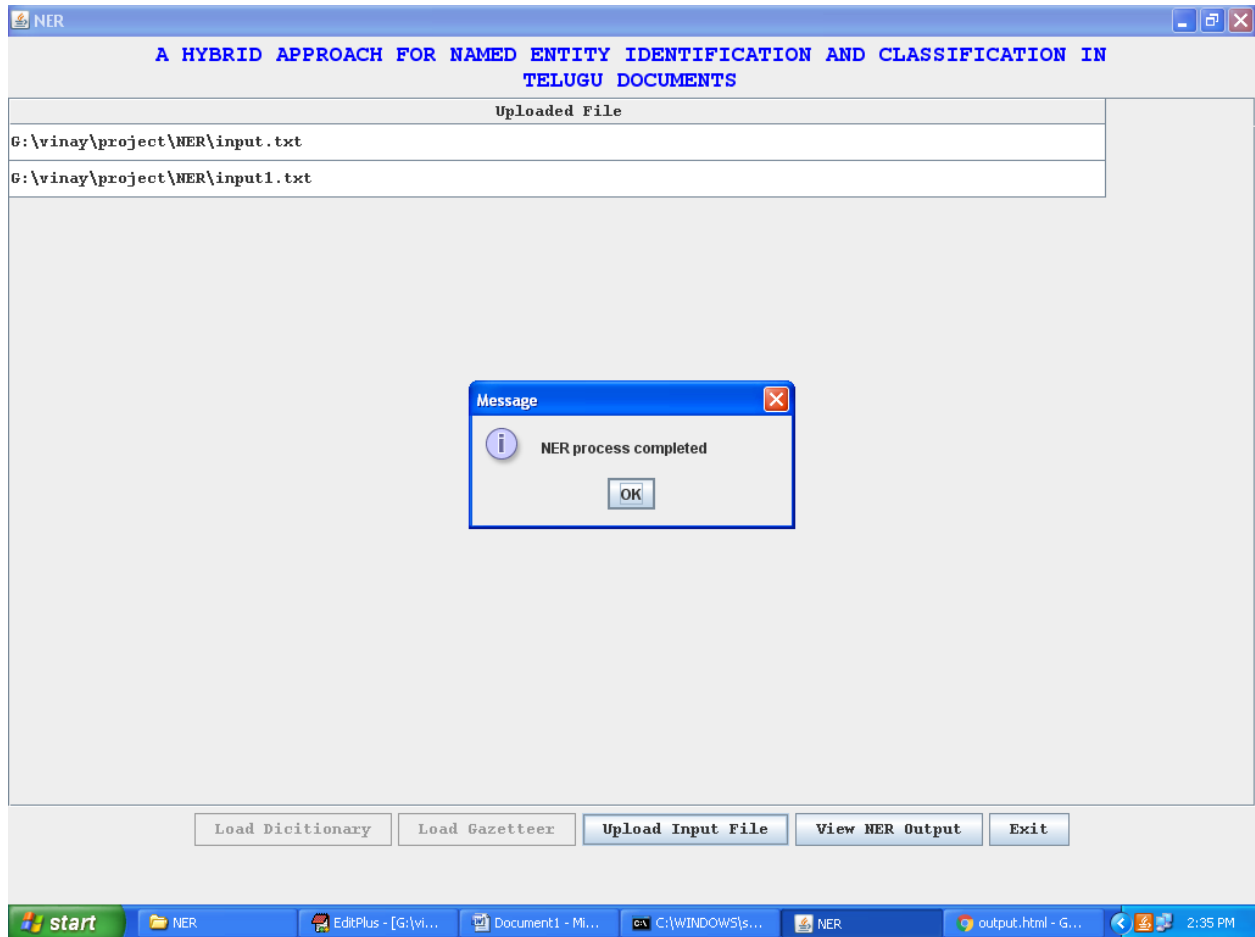 NER
A HYBRID APPROACH FOR NAMED ENTITY IDENTIFICATION AND CLASSIFICATION IN
TELUGU DOCUMENTS
Uploaded File
G:\vinay\project\NER\input.txt
G:\vinay\project\NER\input1.txt
Message
NER process completed
OK
Load Dicitionary
Load Gazetteer
Upload Input File
View NER Output
Exit
start
NER
EditPlus - [G:\vi...
Document1 - Mi...
C:\WINDOWS\s...
NER
output.html - G...
2:35 PM